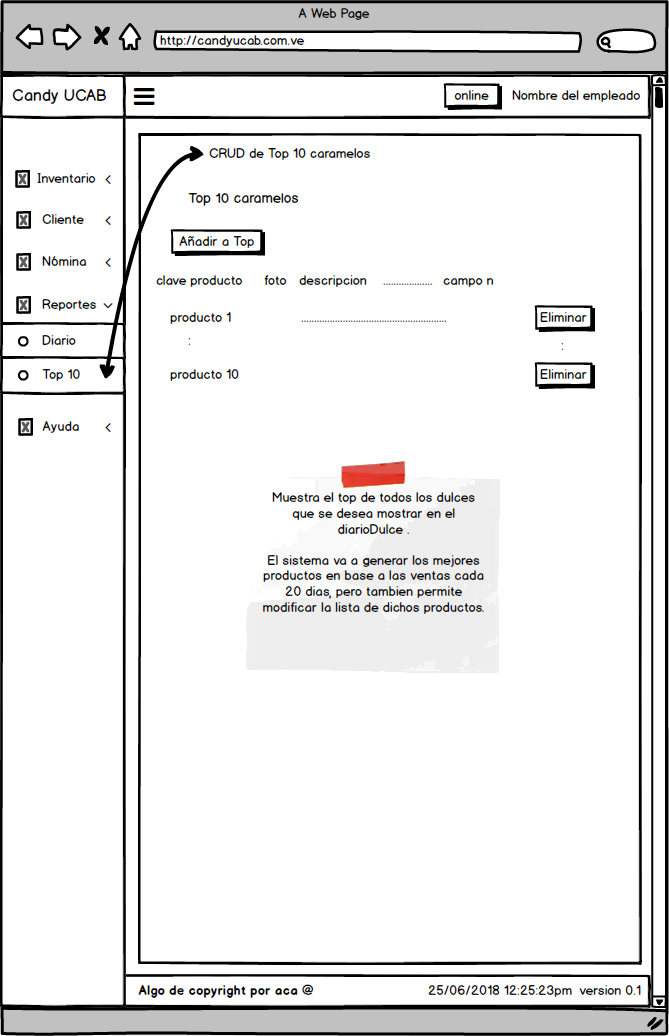 A Web Page
http://candyucab.com.ve
Candy UCAB
online
Nombre del empleado
Inventario
Cliente
Nómina
Reportes
Diario
Top 10
Ayuda
CRUD de Top 10 caramelos
Top 10 caramelos
Añadir a Top
clave producto foto descripcion ................... campo n
producto 1 ........................................................ Eliminar
: :
producto 10 Eliminar
Muestra el top de todos los dulces
que se desea mostrar en el
diarioDulce .
El sistema va a generar los mejores
productos en base a las ventas cada
20 dias, pero tambien permite
modificar la lista de dichos productos.
Algo de copyright por aca @
25/06/2018 12:25:23pm version 0.1